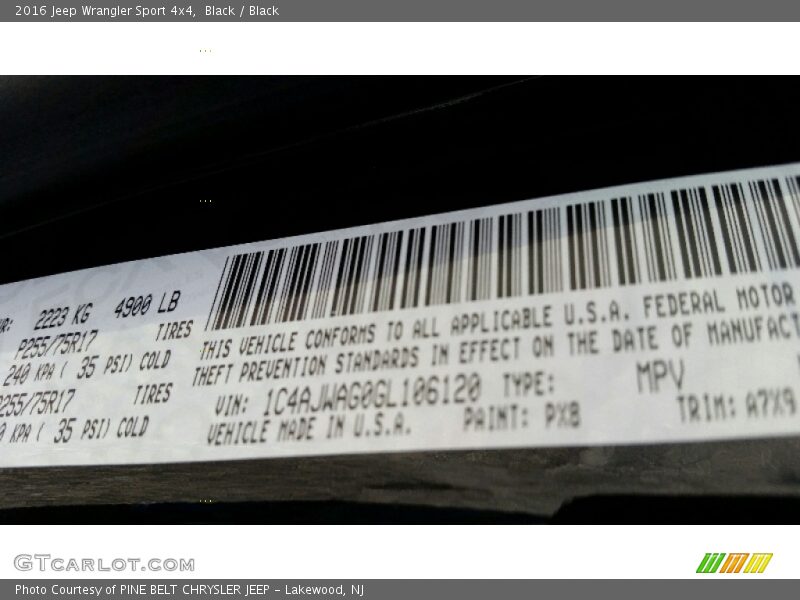 2016 Jeep Wrangler Sport 4x4, Black / Black
2223 KG 4900 LB
P255/75R17 TIRES
240 KPA ( 35 PSI) COLD
P255/75R17 TIRES
KPA ( 35 PSI) COLD
THIS VEHICLE CONFORMS TO ALL APPLICABLE U.S.A. FEDERAL MOTOR
THEFT PREVENTION STANDARDS IN EFFECT ON THE DATE OF MANUFACT
VIN: 1C4AJWAG0GL106120 TYPE: MPV
VEHICLE MADE IN U.S.A. PAINT: PX8 TRIM: A7X9
GTCARLOT.COM
Photo Courtesy of PINE BELT CHRYSLER JEEP - Lakewood, NJ